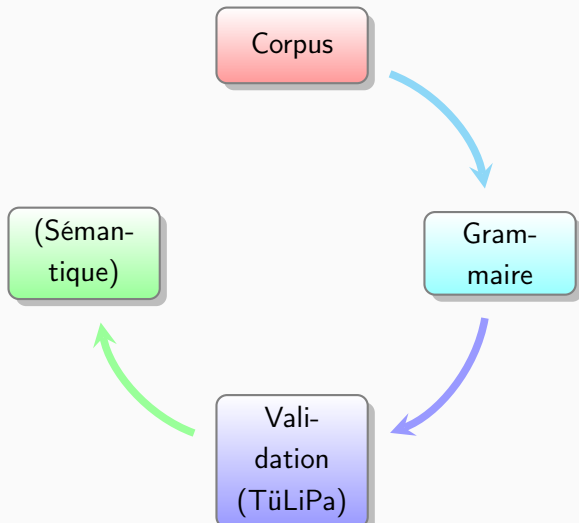 Corpus
Gram-
maire
Vali-
dation
(TüLiPa)
(Séman-
tique)